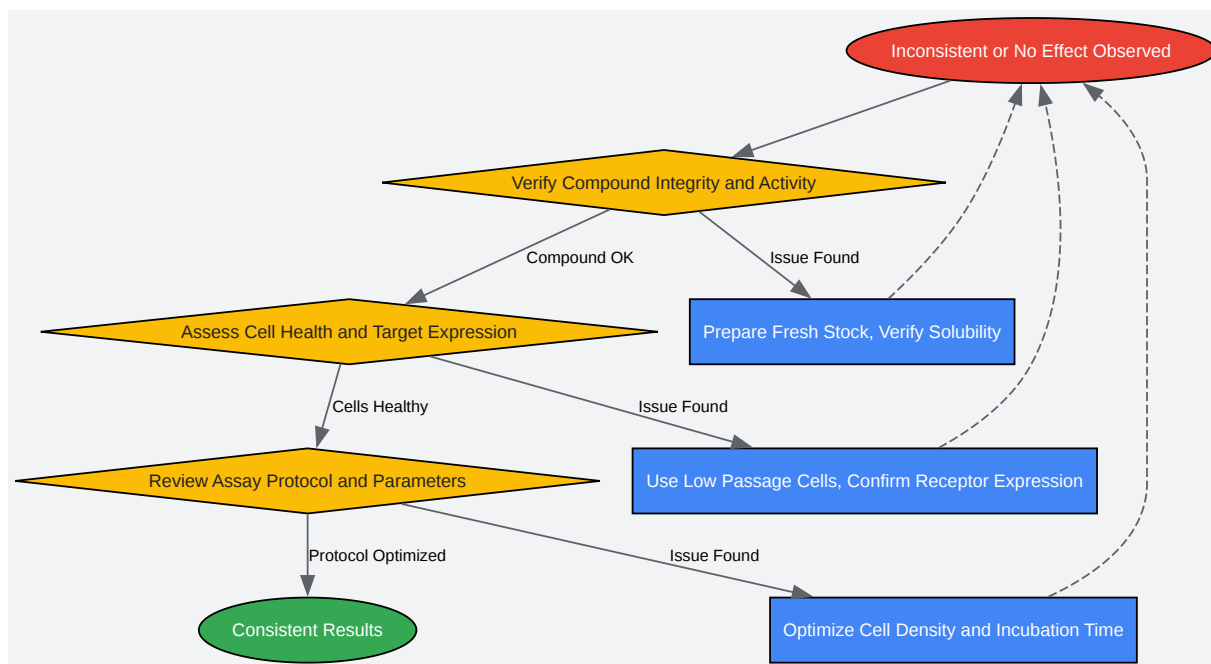 Inconsistent or No Effect Observed
Verify Compound Integrity and Activity
Compound OK
Issue Found
Assess Cell Health and Target Expression
Prepare Fresh Stock, Verify Solubility
Cells Healthy
Issue Found
Review Assay Protocol and Parameters
Use Low Passage Cells, Confirm Receptor Expression
Protocol Optimized
Issue Found
Consistent Results
Optimize Cell Density and Incubation Time